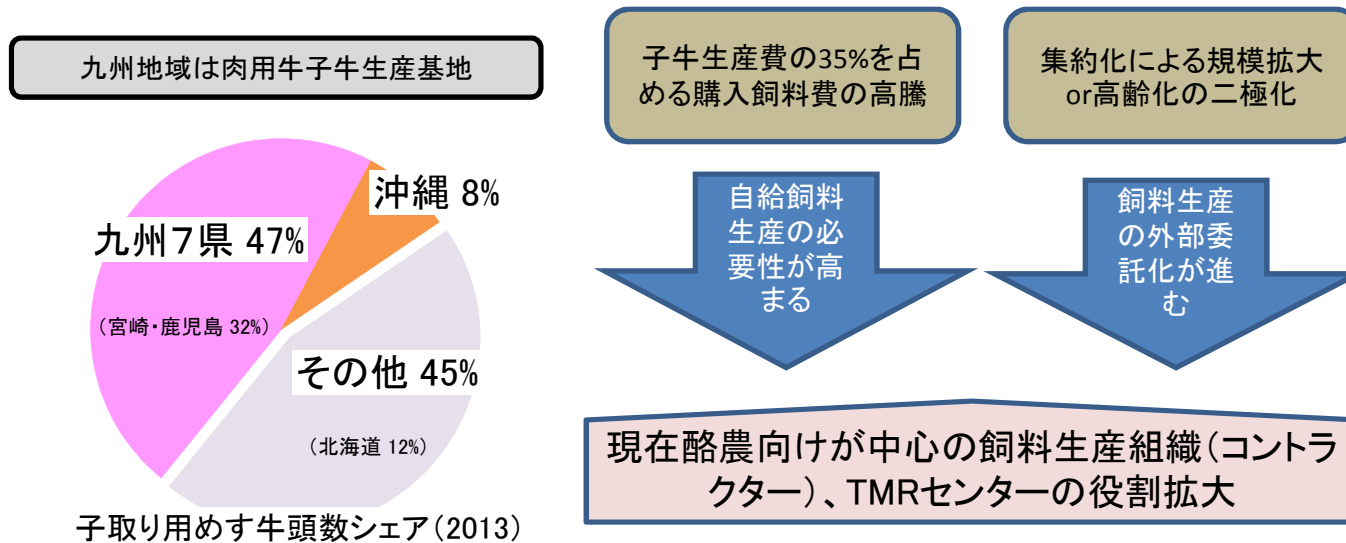 九州地域は肉用牛子牛生産基地
沖縄 8%
九州７県 47%
（宮崎・鹿児島 32%）
その他 45%
（北海道 12%）
子取り用めす牛頭数シェア（2013）
子牛生産費の35%を占
める購入飼料費の高騰
集約化による規模拡大
or高齢化の二極化
自給飼料
生産の必
要性が高
まる
飼料生産
の外部委
託化が進
む
現在酪農向けが中心の飼料生産組織（コントラ
クター）、TMRセンターの役割拡大